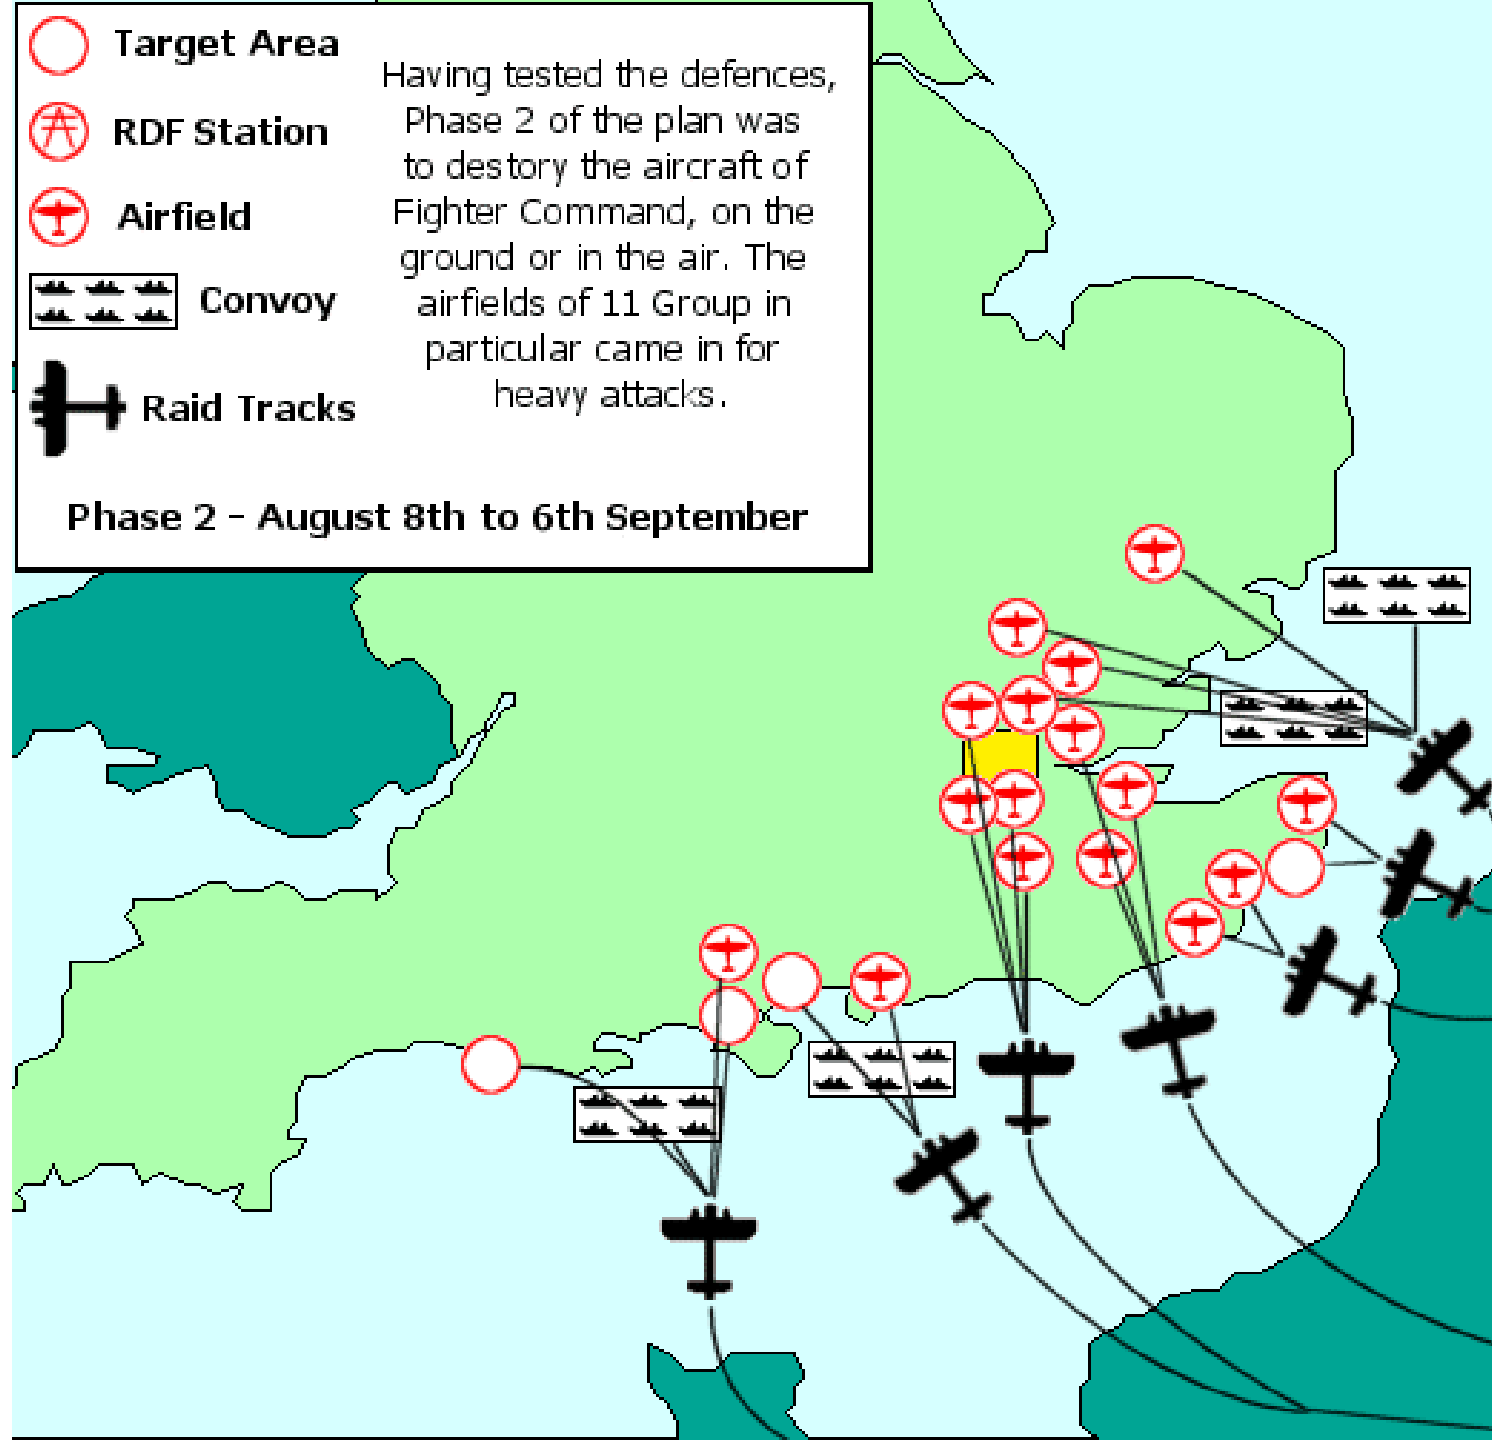 Target Area
RDF Station
Airfield
Convoy
Raid Tracks
Having tested the defences,
Phase 2 of the plan was
to destory the aircraft of
Fighter Command, on the
ground or in the air. The
airfields of 11 Group in
particular came in for
heavy attacks.
Phase 2 - August 8th to 6th September